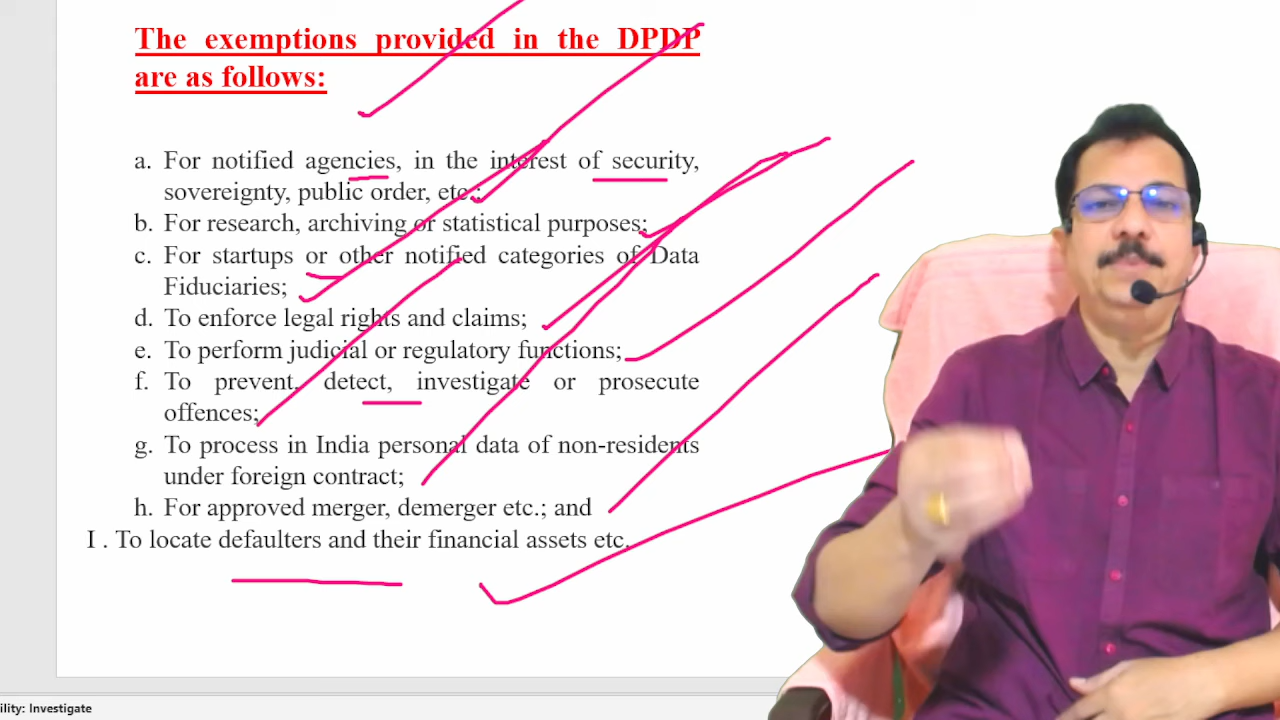 The exemptions provided in the DPDP
are as follows:
a. For notified agencies, in the interest of security,
sovereignty, public order, etc.;
b. For research, archiving or statistical purposes;
c. For startups or other notified categories of Data
Fiduciaries;
d. To enforce legal rights and claims;
e. To perform judicial or regulatory functions;
f. To prevent, detect, investigate or prosecute
offences;
g. To process in India personal data of non-residents
under foreign contract;
h. For approved merger, demerger etc.; and
I . To locate defaulters and their financial assets etc.
ility: Investigate